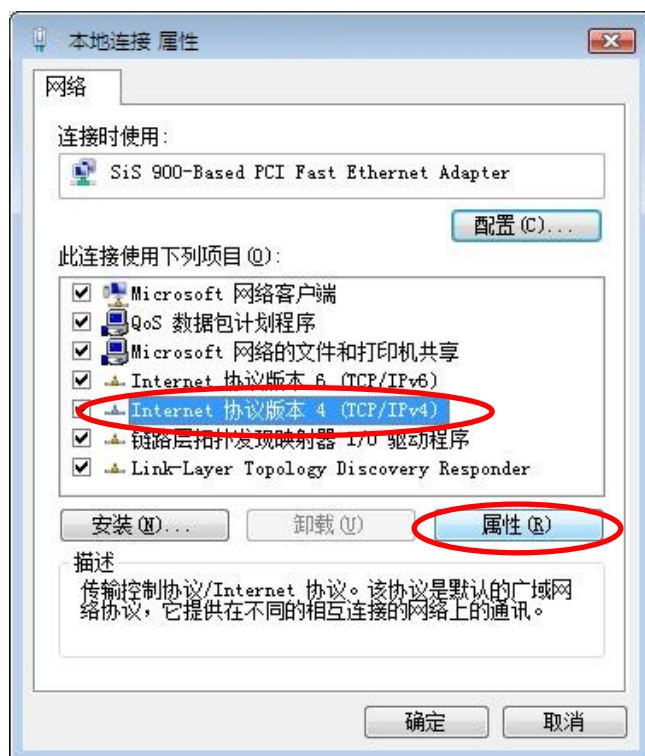 本地连接 属性
网络
连接时使用:
SiS 900-Based PCI Fast Ethernet Adapter
配置(C)...
此连接使用下列项目(O):
Microsoft 网络客户端
QoS 数据包计划程序
Microsoft 网络的文件和打印机共享
Internet 协议版本 6 (TCP/IPv6)
Internet 协议版本 4 (TCP/IPv4)
链路层拓扑发现映射器 I/O 驱动程序
Link-Layer Topology Discovery Responder
安装(N)... 卸载(U) 属性(R)
描述
传输控制协议/Internet 协议。该协议是默认的广域网
络协议，它提供在不同的相互连接的网络上的通讯。
确定 取消